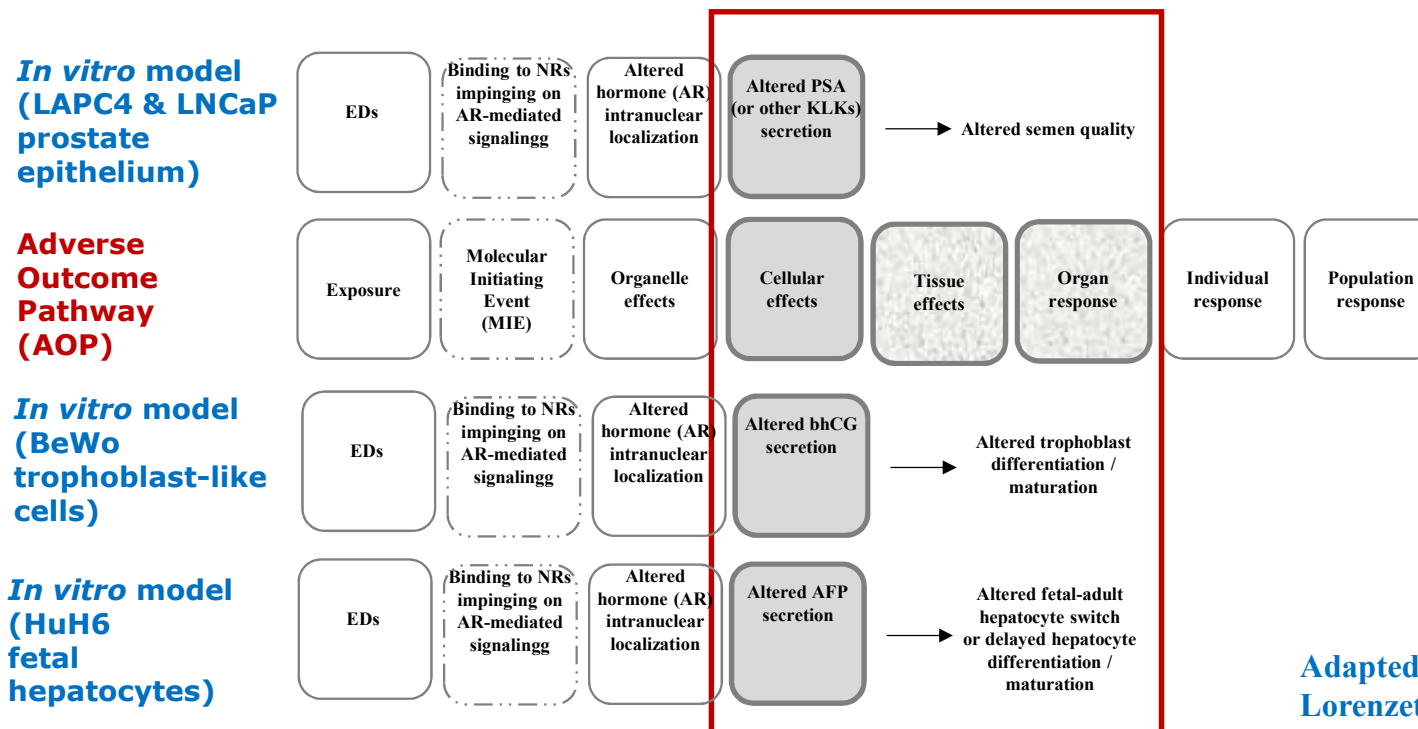 In vitro model
(LAPC4 & LNCaP
prostate
epithelium)
EDs
Binding to NRs
impinging on
AR-mediated
signalingg
Altered
hormone (AR)
intranuclear
localization
Altered PSA
(or other KLKs)
secretion
Altered semen quality
Adverse
Outcome
Pathway
(AOP)
Exposure
Molecular
Initiating
Event
(MIE)
Organelle
effects
Cellular
effects
Tissue
effects
Organ
response
Individual
response
Population
response
In vitro model
(BeWo
trophoblast-like
cells)
EDs
Binding to NRs
impinging on
AR-mediated
signalingg
Altered
hormone (AR)
intranuclear
localization
Altered bhCG
secretion
Altered trophoblast
differentiation /
maturation
In vitro model
(HuH6
fetal
hepatocytes)
EDs
Binding to NRs
impinging on
AR-mediated
signalingg
Altered
hormone (AR)
intranuclear
localization
Altered AFP
secretion
Altered fetal-adult
hepatocyte switch
or delayed hepatocyte
differentiation /
maturation
Adapted
Lorenzet